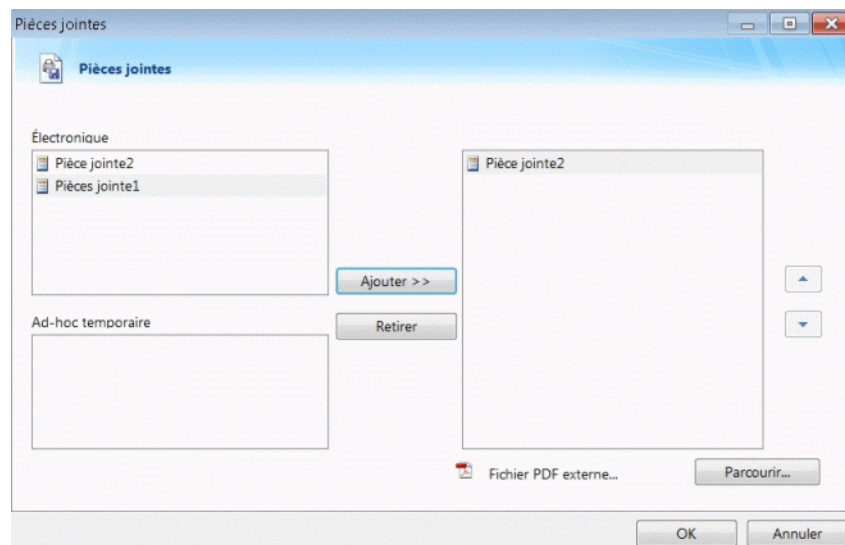 Pièces jointes
Pièces jointes
Électronique
Pièce jointe2
Pièces jointe1
Pièce jointe2
Ajouter >>
Ad-hoc temporaire
Retirer
Fichier PDF externe...
Parcourir...
OK
Annuler